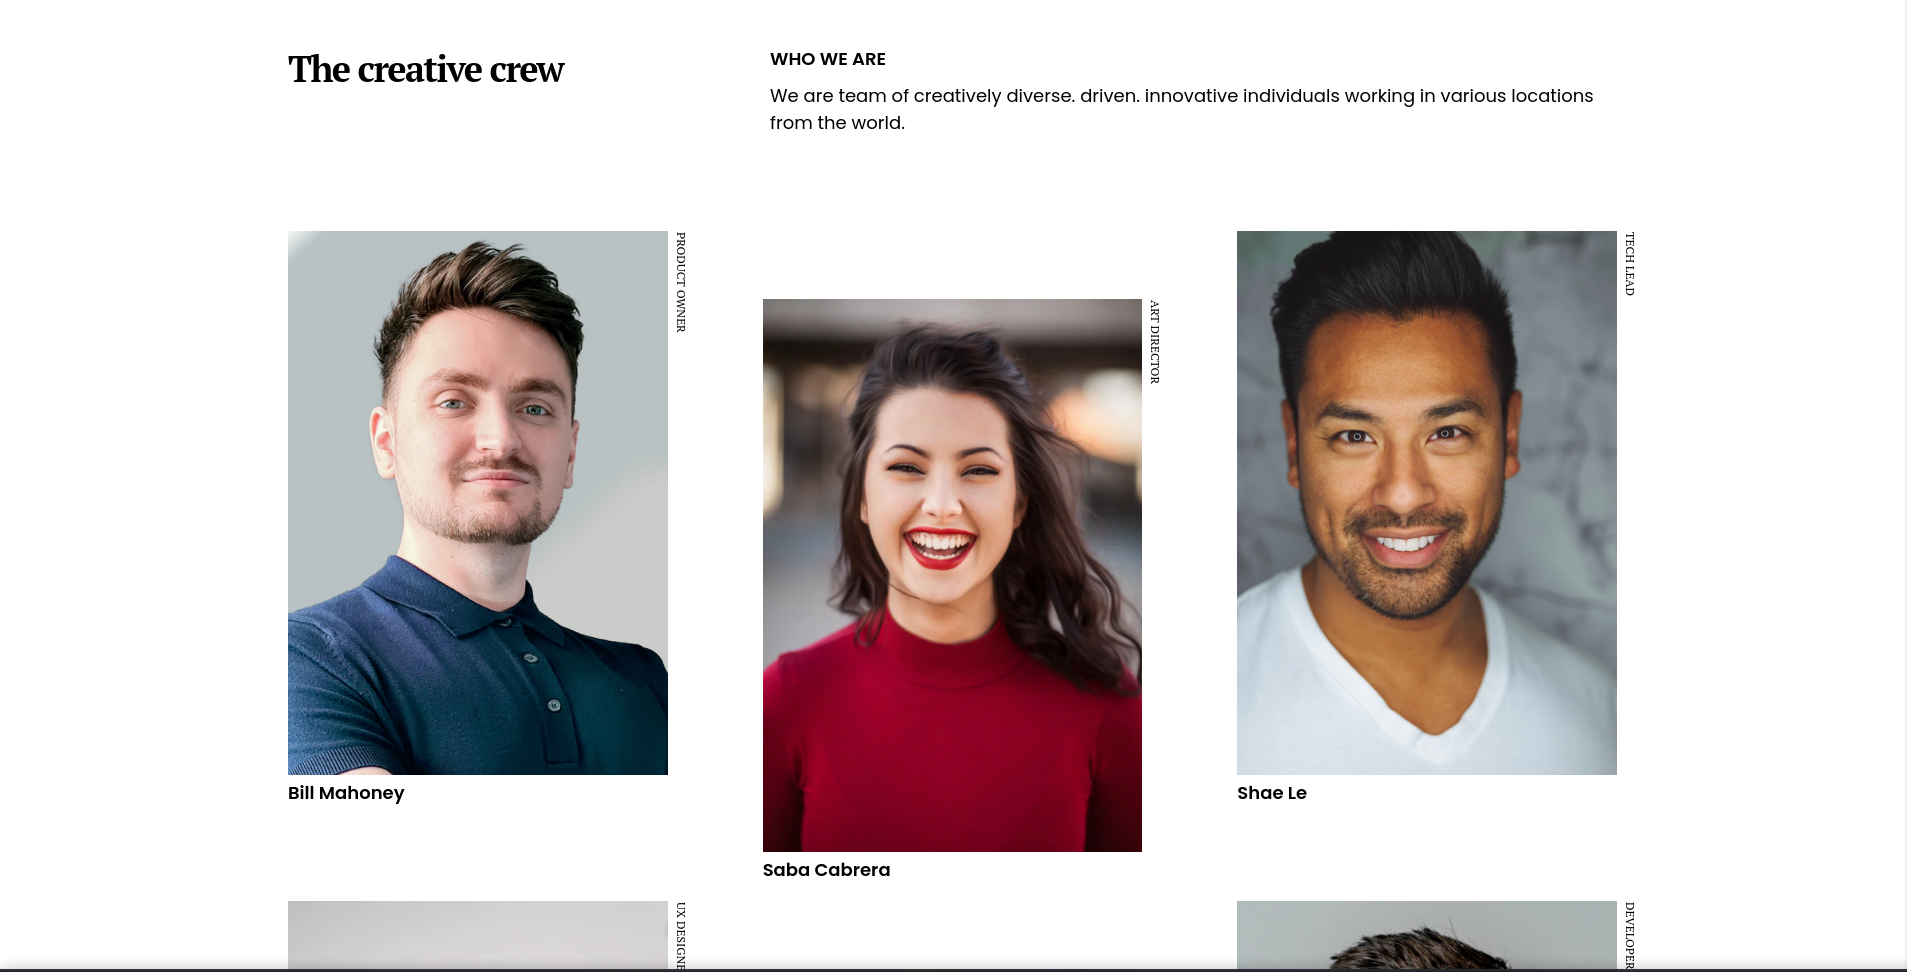 The creative crew
WHO WE ARE
We are team of creatively diverse. driven. innovative individuals working in various locations
from the world.
PRODUCT OWNER
Bill Mahoney
ART DIRECTOR
Saba Cabrera
TECH LEAD
Shae Le
UX DESIGNE
DEVELOPER